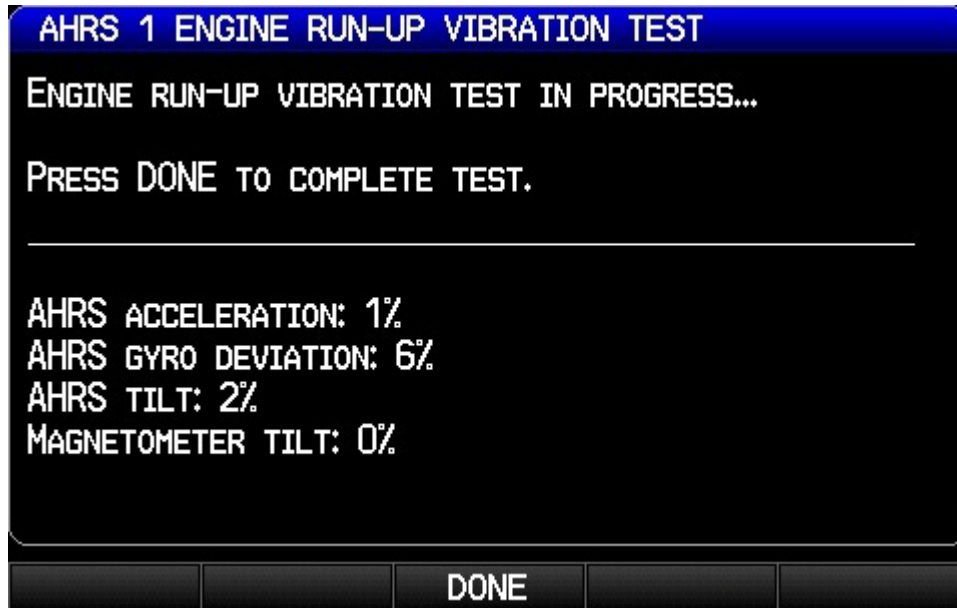 AHRS 1 ENGINE RUN-UP VIBRATION TEST
ENGINE RUN-UP VIBRATION TEST IN PROGRESS...
PRESS DONE TO COMPLETE TEST.
AHRS ACCELERATION: 1%
AHRS GYRO DEVIATION: 6%
AHRS TILT: 2%
MAGNETOMETER TILT: 0%
DONE